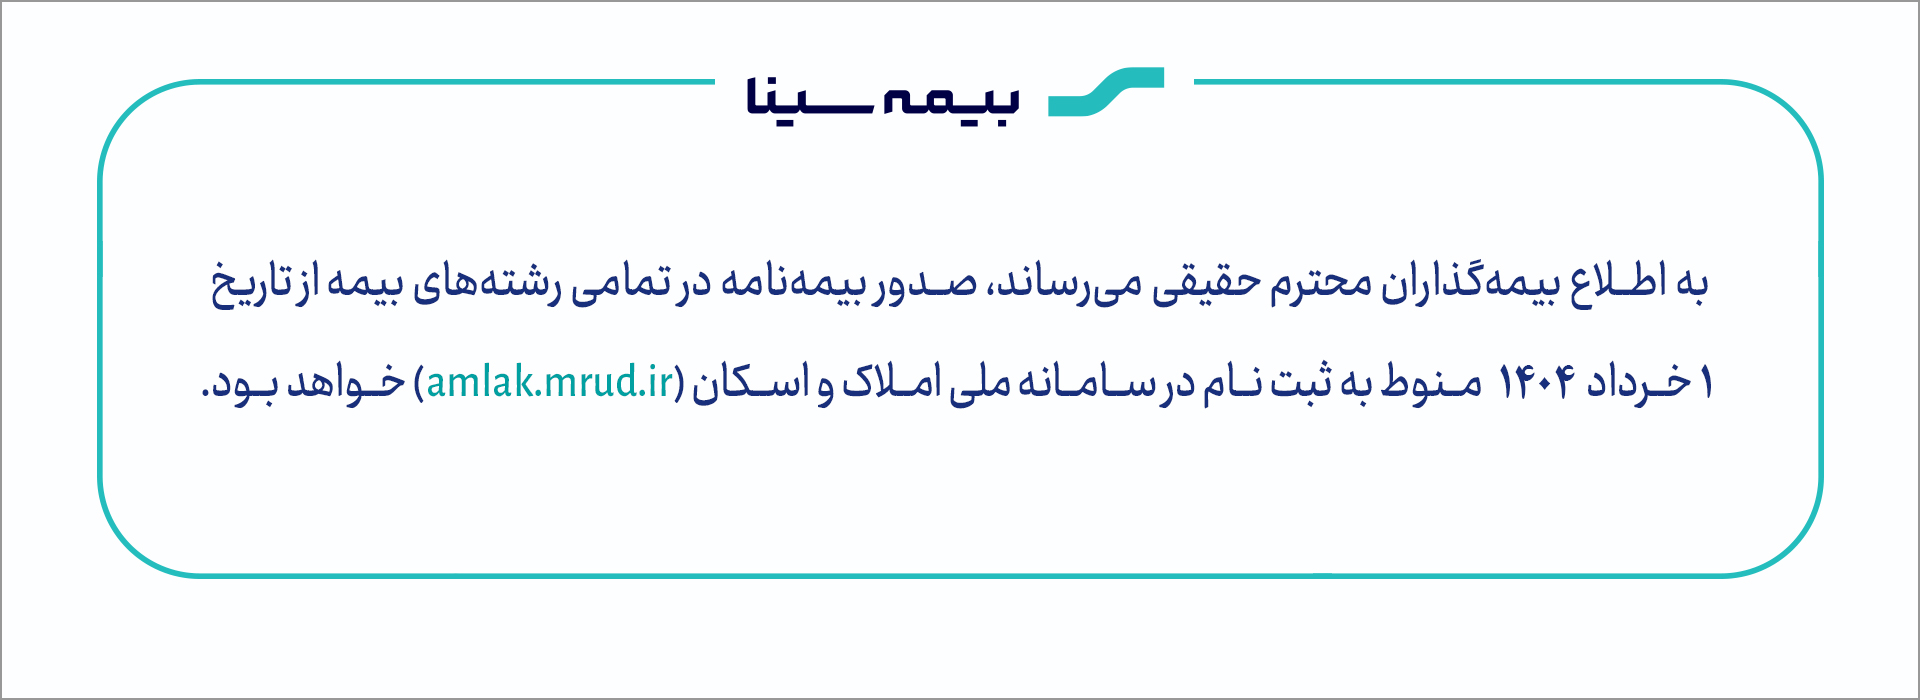 بیمه سینا
به اطلاع بیمه‌گذاران محترم حقیقی می‌رساند، صدور بیمه‌نامه در تمامی رشته‌های بیمه از تاریخ
۱ خرداد ۱۴۰۴ منوط به ثبت نام در سامانه ملی املاک و اسکان (amlak.mrud.ir) خواهد بود.